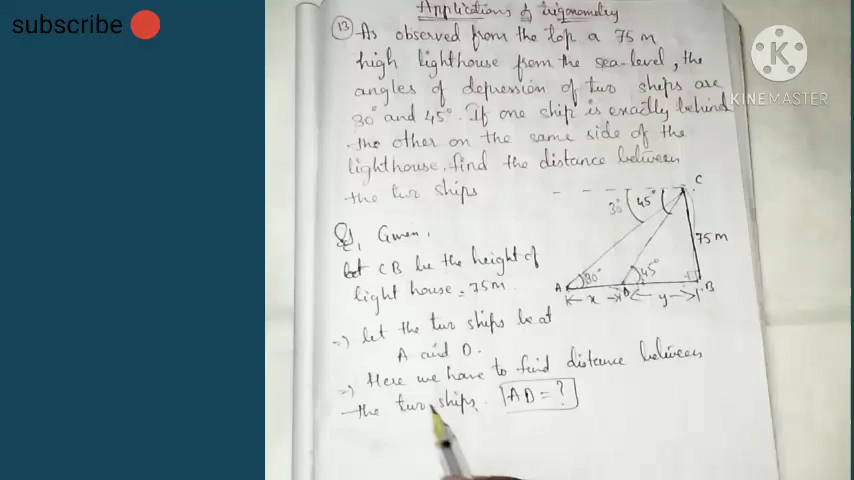 subscribe
Applications of trigonometry
13 As observed from the top a 75 m
high lighthouse from the sea-level, the
angles of depression of two ships are
30° and 45°. If one ship is exactly behind
the other on the same side of the
lighthouse, find the distance between
the two ships
KINEMASTER
C
30° 45°
75 m
30° 45°
A D B
x y
Sol, Given,
let CB be the height of
light house = 75 m.
=> let the two ships be at
A and D.
=> Here we have to find distance between
the two ships. AD = ?